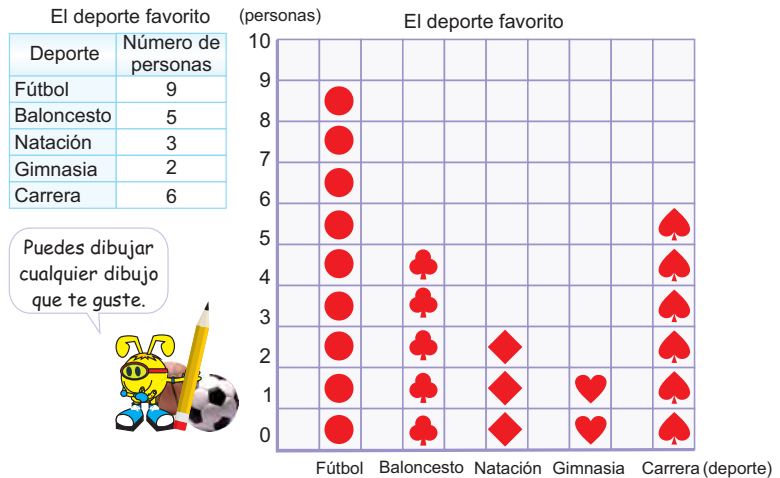 El deporte favorito
Deporte
Número de
personas
Fútbol 9
Baloncesto 5
Natación 3
Gimnasia 2
Carrera 6
Puedes dibujar
cualquier dibujo
que te guste.
(personas)
El deporte favorito
10
9
8
7
6
5
4
3
2
1
0
Fútbol Baloncesto Natación Gimnasia Carrera (deporte)